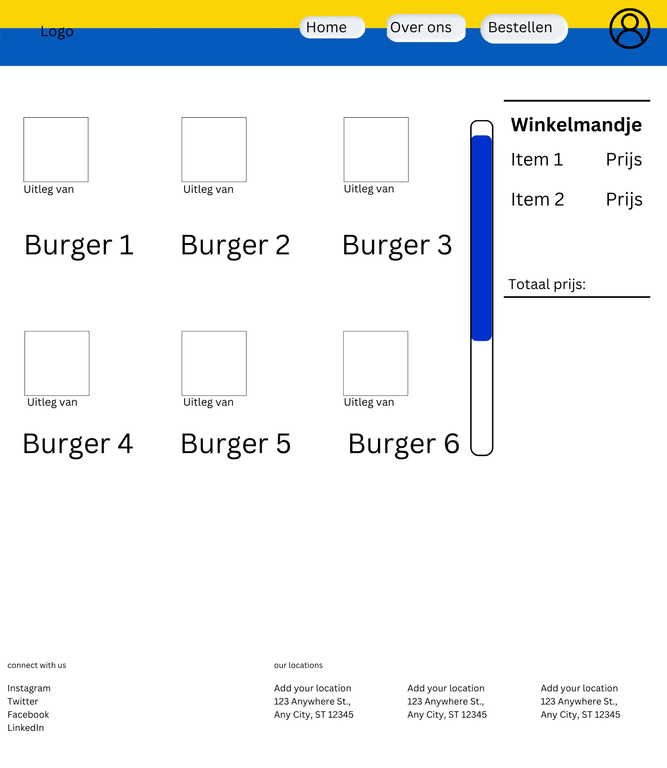 Logo
Home
Over ons
Bestellen
Uitleg van
Uitleg van
Uitleg van
Burger 1
Burger 2
Burger 3
Uitleg van
Uitleg van
Uitleg van
Burger 4
Burger 5
Burger 6
Winkelmandje
Item 1 Prijs
Item 2 Prijs
Totaal prijs:
connect with us
Instagram
Twitter
Facebook
LinkedIn
our locations
Add your location
123 Anywhere St.,
Any City, ST 12345
Add your location
123 Anywhere St.,
Any City, ST 12345
Add your location
123 Anywhere St.,
Any City, ST 12345